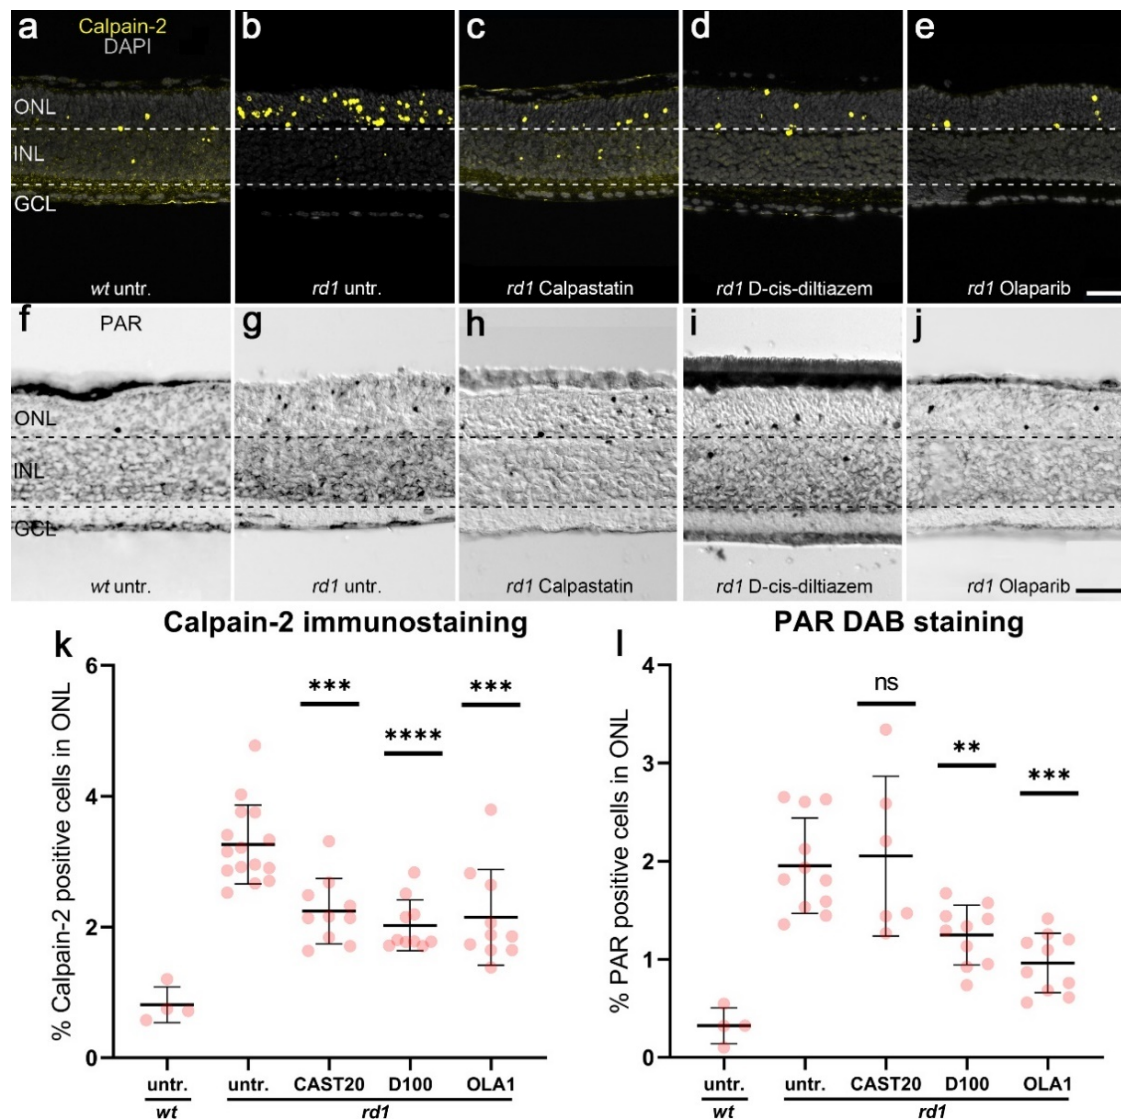 a b c d e
Calpain-2
DAPI
ONL
INL
GCL
wt untr. rd1 untr. rd1 Calpastatin rd1 D-cis-diltiazem rd1 Olaparib
f g h i j
PAR
ONL
INL
GCL
wt untr. rd1 untr. rd1 Calpastatin rd1 D-cis-diltiazem rd1 Olaparib
k Calpain-2 immunostaining
% Calpain-2 positive cells in ONL
6
4
2
0
*** **** ***
untr. untr. CAST20 D100 OLA1
wt rd1
l PAR DAB staining
% PAR positive cells in ONL
4
3
2
1
0
ns ** ***
untr. untr. CAST20 D100 OLA1
wt rd1